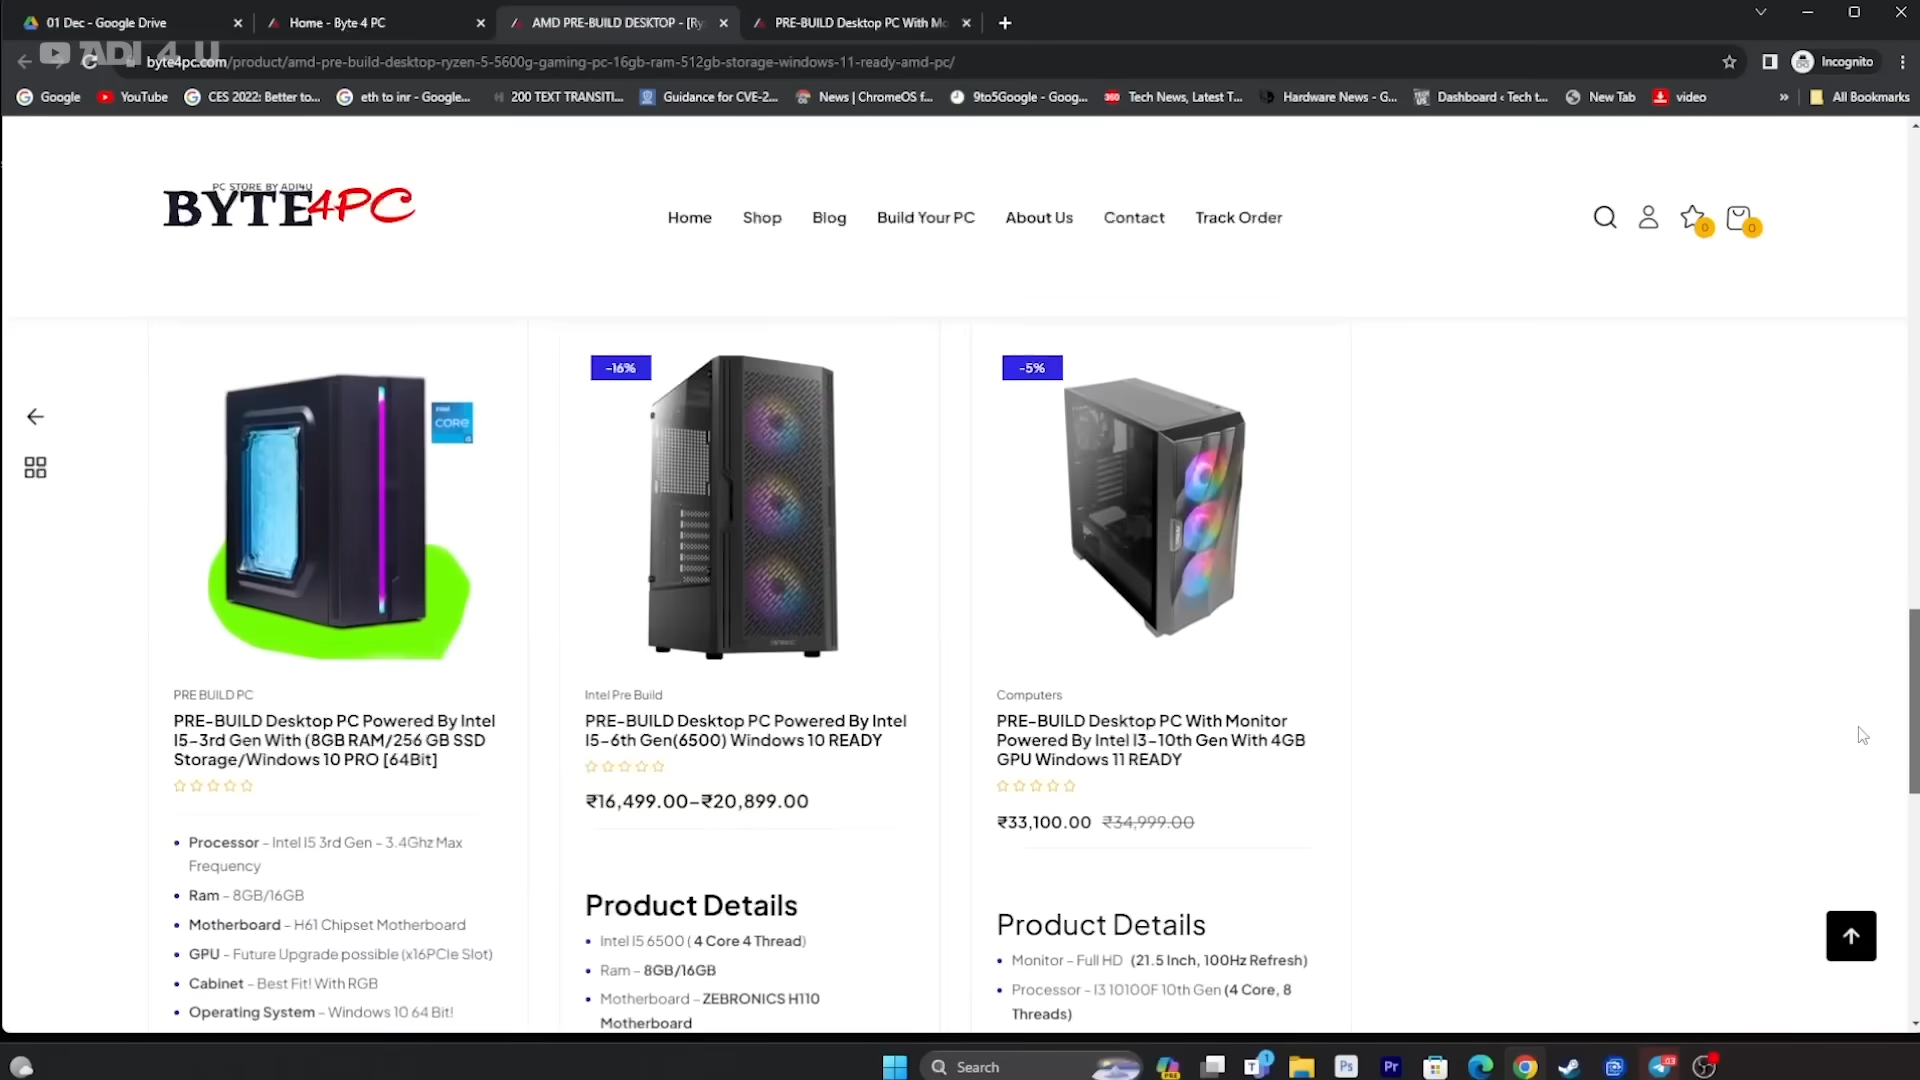 01 Dec - Google Drive
Home - Byte 4 PC
AMD PRE-BUILD DESKTOP - [Ry
PRE-BUILD Desktop PC With Mo
ADI 4 U
byte4pc.com/product/amd-pre-build-desktop-ryzen-5-5600g-gaming-pc-16gb-ram-512gb-storage-windows-11-ready-amd-pc/
Incognito
Google
YouTube
CES 2022: Better to...
eth to inr - Google...
200 TEXT TRANSITI...
Guidance for CVE-2...
News | ChromeOS f...
9to5Google - Goog...
Tech News, Latest T...
Hardware News - G...
Dashboard ‹ Tech t...
New Tab
video
»
All Bookmarks
PC STORE BY ADI4U
BYTE4PC
Home
Shop
Blog
Build Your PC
About Us
Contact
Track Order
0
0
intel
CORE
i5
-16%
-5%
PRE BUILD PC
PRE-BUILD Desktop PC Powered By Intel
I5-3rd Gen With (8GB RAM/256 GB SSD
Storage/Windows 10 PRO [64Bit]
Processor – Intel I5 3rd Gen – 3.4Ghz Max
Frequency
Ram – 8GB/16GB
Motherboard – H61 Chipset Motherboard
GPU – Future Upgrade possible (x16PCIe Slot)
Cabinet – Best Fit! With RGB
Operating System – Windows 10 64 Bit!
Intel Pre Build
PRE-BUILD Desktop PC Powered By Intel
I5-6th Gen(6500) Windows 10 READY
₹16,499.00–₹20,899.00
Product Details
Intel I5 6500 ( 4 Core 4 Thread)
Ram – 8GB/16GB
Motherboard – ZEBRONICS H110
Motherboard
Computers
PRE-BUILD Desktop PC With Monitor
Powered By Intel I3-10th Gen With 4GB
GPU Windows 11 READY
₹33,100.00 ₹34,999.00
Product Details
Monitor – Full HD (21.5 Inch, 100Hz Refresh)
Processor – I3 10100F 10th Gen (4 Core, 8
Threads)
Search
PRE
1
Ps
Pr
03